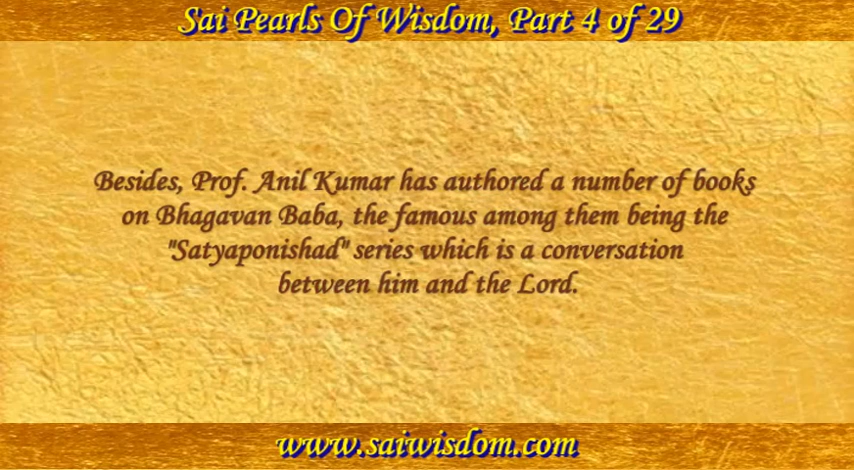 Sai Pearls Of Wisdom, Part 4 of 29
Besides, Prof. Anil Kumar has authored a number of books
on Bhagavan Baba, the famous among them being the
"Satyaponishad" series which is a conversation
between him and the Lord.
www.saiwisdom.com